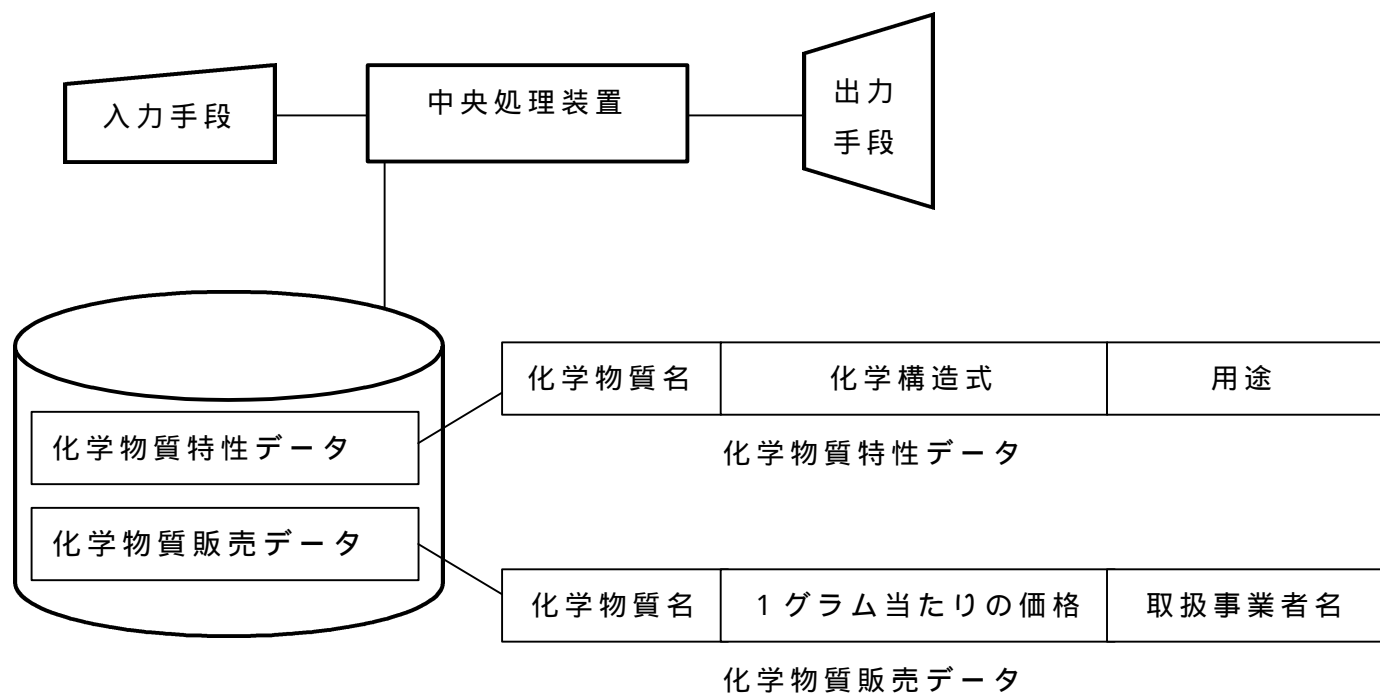 入力手段
中央処理装置
出力
手段
化学物質特性データ
化学物質販売データ
化学物質名 化学構造式 用途
化学物質特性データ
化学物質名 1グラム当たりの価格 取扱事業者名
化学物質販売データ